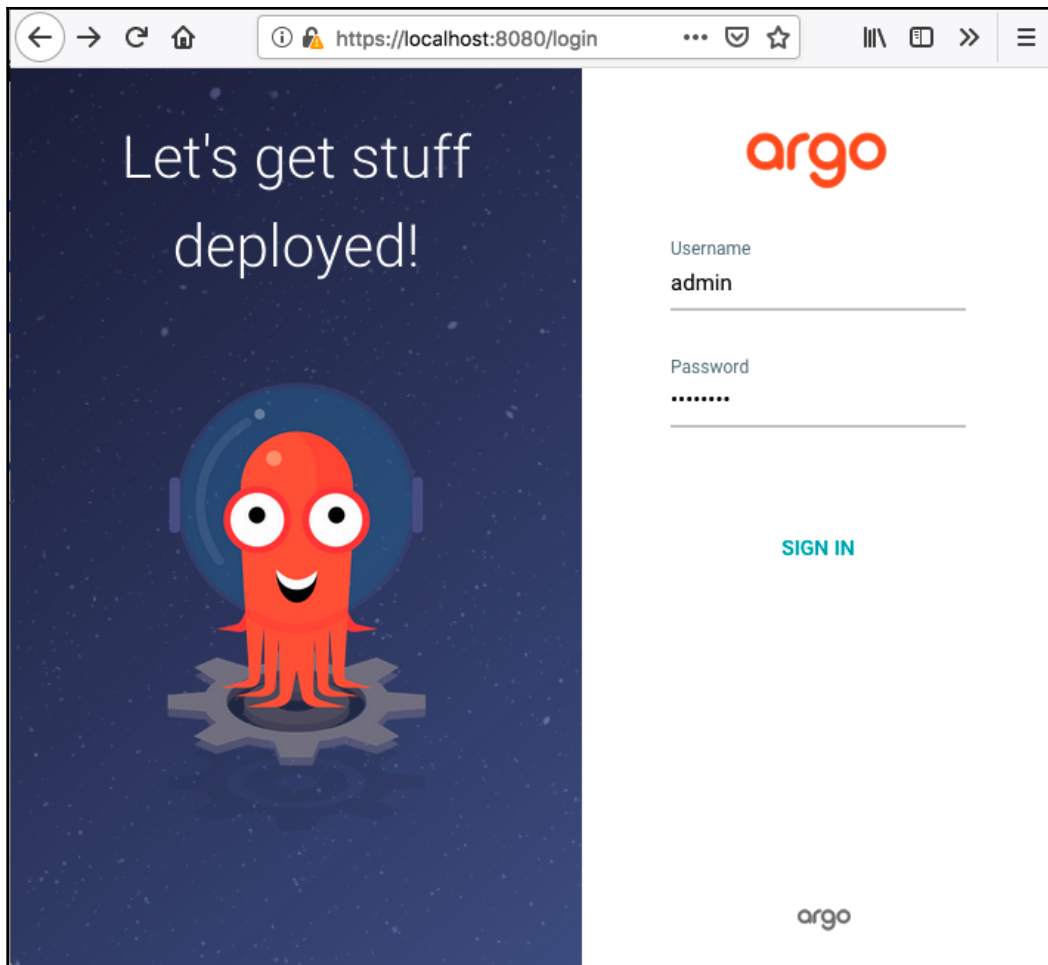 https://localhost:8080/login
Let's get stuff
deployed!
argo
Username
admin
Password
••••••••
SIGN IN
argo